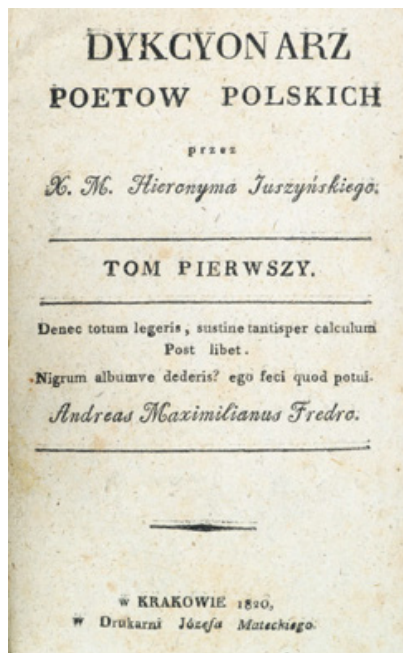 DYKCYONARZ
POETOW POLSKICH
przez
X. M. Hieronyma Juszyńskiego.
TOM PIERWSZY.
Denec totum legeris, sustine tantisper calculum
Post libet.
Nigrum albumve dederis? ego feci quod potui.
Andreas Maximilianus Fredro.
w KRAKOWIE 1820,
w Drukarni Józefa Mateckiego.